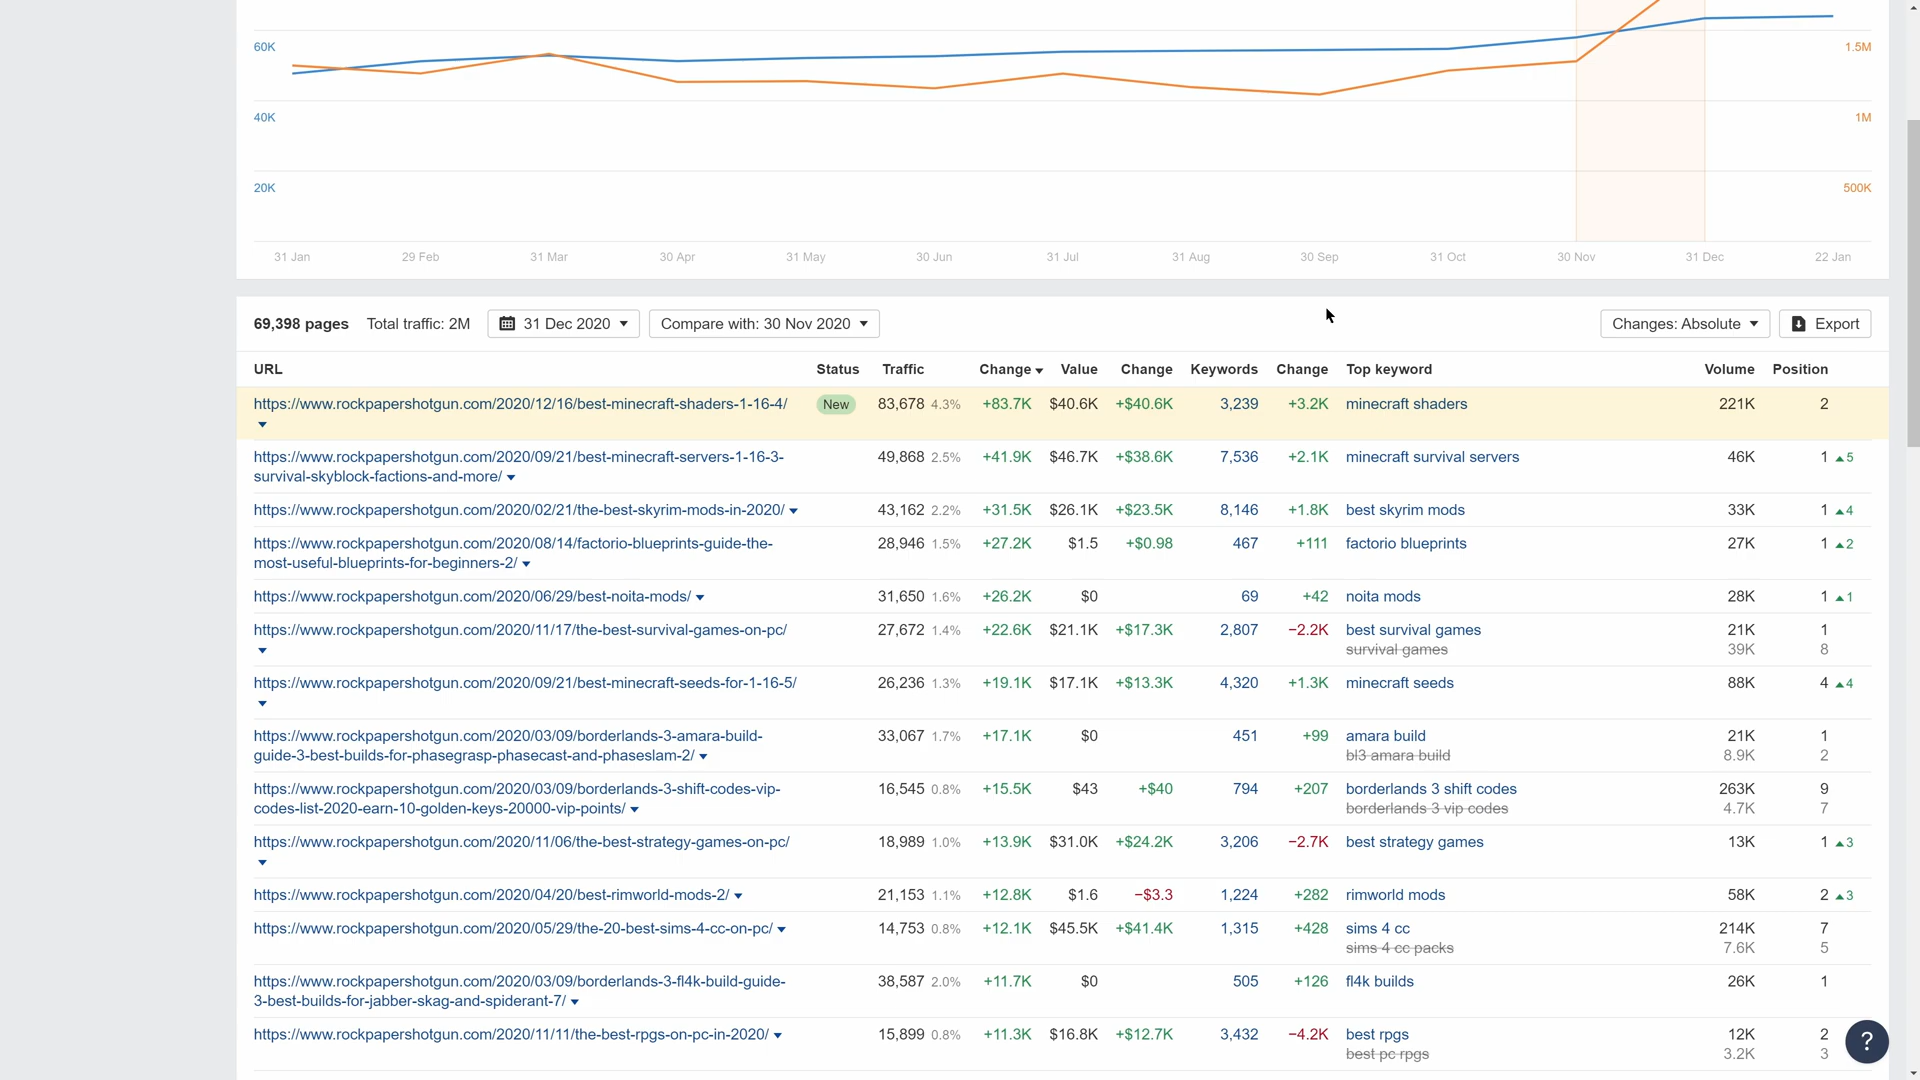 60K
1.5M
40K
1M
20K
500K
31 Jan 29 Feb 31 Mar 30 Apr 31 May 30 Jun 31 Jul 31 Aug 30 Sep 31 Oct 30 Nov 31 Dec 22 Jan
69,398 pages Total traffic: 2M 31 Dec 2020 Compare with: 30 Nov 2020 Changes: Absolute Export
URL Status Traffic Change Value Change Keywords Change Top keyword Volume Position
https://www.rockpapershotgun.com/2020/12/16/best-minecraft-shaders-1-16-4/ New 83,678 4.3% +83.7K $40.6K +$40.6K 3,239 +3.2K minecraft shaders 221K 2
https://www.rockpapershotgun.com/2020/09/21/best-minecraft-servers-1-16-3- 49,868 2.5% +41.9K $46.7K +$38.6K 7,536 +2.1K minecraft survival servers 46K 1 5
survival-skyblock-factions-and-more/
https://www.rockpapershotgun.com/2020/02/21/the-best-skyrim-mods-in-2020/ 43,162 2.2% +31.5K $26.1K +$23.5K 8,146 +1.8K best skyrim mods 33K 1 4
https://www.rockpapershotgun.com/2020/08/14/factorio-blueprints-guide-the- 28,946 1.5% +27.2K $1.5 +$0.98 467 +111 factorio blueprints 27K 1 2
most-useful-blueprints-for-beginners-2/
https://www.rockpapershotgun.com/2020/06/29/best-noita-mods/ 31,650 1.6% +26.2K $0 69 +42 noita mods 28K 1 1
https://www.rockpapershotgun.com/2020/11/17/the-best-survival-games-on-pc/ 27,672 1.4% +22.6K $21.1K +$17.3K 2,807 −2.2K best survival games 21K 1
survival games 39K 8
https://www.rockpapershotgun.com/2020/09/21/best-minecraft-seeds-for-1-16-5/ 26,236 1.3% +19.1K $17.1K +$13.3K 4,320 +1.3K minecraft seeds 88K 4 4
https://www.rockpapershotgun.com/2020/03/09/borderlands-3-amara-build- 33,067 1.7% +17.1K $0 451 +99 amara build 21K 1
guide-3-best-builds-for-phasegrasp-phasecast-and-phaseslam-2/ bl3 amara build 8.9K 2
https://www.rockpapershotgun.com/2020/03/09/borderlands-3-shift-codes-vip- 16,545 0.8% +15.5K $43 +$40 794 +207 borderlands 3 shift codes 263K 9
codes-list-2020-earn-10-golden-keys-20000-vip-points/ borderlands 3 vip codes 4.7K 7
https://www.rockpapershotgun.com/2020/11/06/the-best-strategy-games-on-pc/ 18,989 1.0% +13.9K $31.0K +$24.2K 3,206 −2.7K best strategy games 13K 1 3
https://www.rockpapershotgun.com/2020/04/20/best-rimworld-mods-2/ 21,153 1.1% +12.8K $1.6 −$3.3 1,224 +282 rimworld mods 58K 2 3
https://www.rockpapershotgun.com/2020/05/29/the-20-best-sims-4-cc-on-pc/ 14,753 0.8% +12.1K $45.5K +$41.4K 1,315 +428 sims 4 cc 214K 7
sims 4 cc packs 7.6K 5
https://www.rockpapershotgun.com/2020/03/09/borderlands-3-fl4k-build-guide- 38,587 2.0% +11.7K $0 505 +126 fl4k builds 26K 1
3-best-builds-for-jabber-skag-and-spiderant-7/
https://www.rockpapershotgun.com/2020/11/11/the-best-rpgs-on-pc-in-2020/ 15,899 0.8% +11.3K $16.8K +$12.7K 3,432 −4.2K best rpgs 12K 2
best pc rpgs 3.2K 3
?